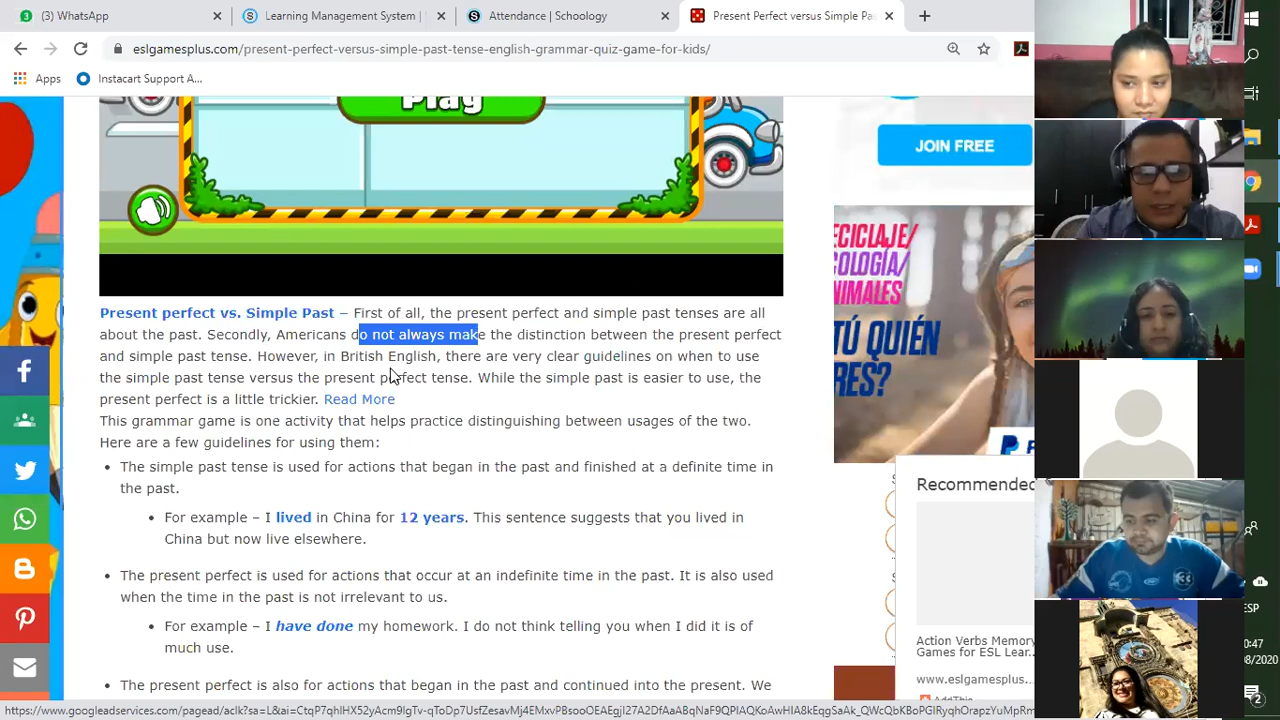 (3) WhatsApp
Learning Management System |
Attendance | Schoology
Present Perfect versus Simple Pa
eslgamesplus.com/present-perfect-versus-simple-past-tense-english-grammar-quiz-game-for-kids/
Apps
Instacart Support A...
Play
JOIN FREE
ECICLAJE/
COLOGÍA/
NIMALES
TÚ QUIÉN
RES?
Present perfect vs. Simple Past – First of all, the present perfect and simple past tenses are all
about the past. Secondly, Americans do not always make the distinction between the present perfect
and simple past tense. However, in British English, there are very clear guidelines on when to use
the simple past tense versus the present perfect tense. While the simple past is easier to use, the
present perfect is a little trickier. Read More
This grammar game is one activity that helps practice distinguishing between usages of the two.
Here are a few guidelines for using them:
• The simple past tense is used for actions that began in the past and finished at a definite time in
the past.
• For example – I lived in China for 12 years. This sentence suggests that you lived in
China but now live elsewhere.
• The present perfect is used for actions that occur at an indefinite time in the past. It is also used
when the time in the past is not irrelevant to us.
• For example – I have done my homework. I do not think telling you when I did it is of
much use.
• The present perfect is also for actions that began in the past and continued into the present. We
Recommended
Action Verbs Memory
Games for ESL Lear...
www.eslgamesplus...
AddThis
ESP
0:47
8/2020
2